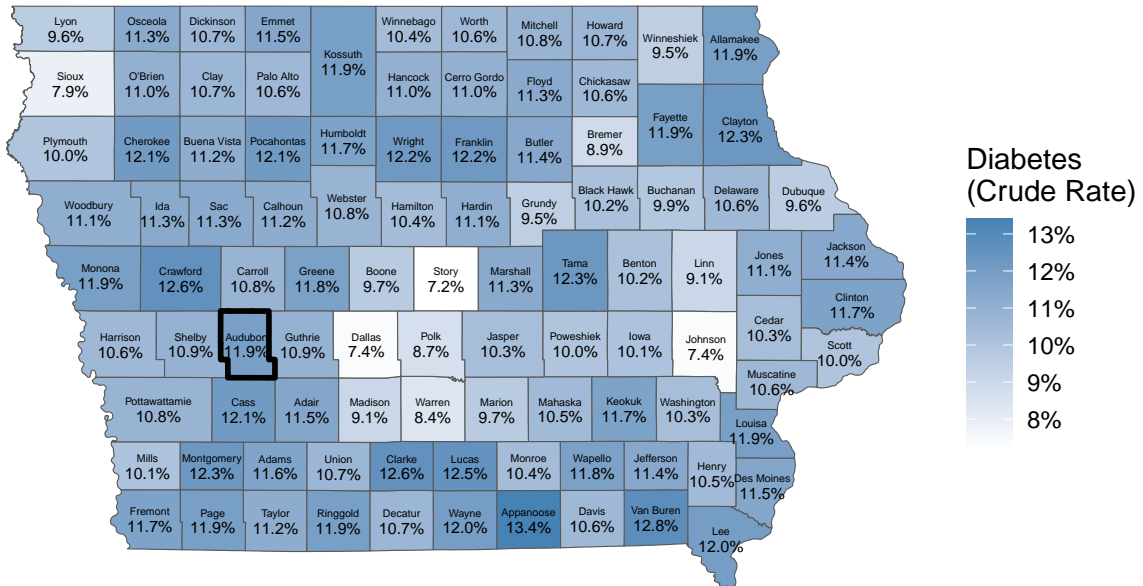 Lyon
9.6%
Osceola
11.3%
Dickinson
10.7%
Emmet
11.5%
Kossuth
11.9%
Winnebago
10.4%
Worth
10.6%
Mitchell
10.8%
Howard
10.7%
Winneshiek
9.5%
Allamakee
11.9%
Sioux
7.9%
O'Brien
11.0%
Clay
10.7%
Palo Alto
10.6%
Hancock
11.0%
Cerro Gordo
11.0%
Floyd
11.3%
Chickasaw
10.6%
Fayette
11.9%
Clayton
12.3%
Plymouth
10.0%
Cherokee
12.1%
Buena Vista
11.2%
Pocahontas
12.1%
Humboldt
11.7%
Wright
12.2%
Franklin
12.2%
Butler
11.4%
Bremer
8.9%
Woodbury
11.1%
Ida
11.3%
Sac
11.3%
Calhoun
11.2%
Webster
10.8%
Hamilton
10.4%
Hardin
11.1%
Grundy
9.5%
Black Hawk
10.2%
Buchanan
9.9%
Delaware
10.6%
Dubuque
9.6%
Monona
11.9%
Crawford
12.6%
Carroll
10.8%
Greene
11.8%
Boone
9.7%
Story
7.2%
Marshall
11.3%
Tama
12.3%
Benton
10.2%
Linn
9.1%
Jones
11.1%
Jackson
11.4%
Clinton
11.7%
Harrison
10.6%
Shelby
10.9%
Audubon
11.9%
Guthrie
10.9%
Dallas
7.4%
Polk
8.7%
Jasper
10.3%
Poweshiek
10.0%
Iowa
10.1%
Johnson
7.4%
Cedar
10.3%
Scott
10.0%
Muscatine
10.6%
Pottawattamie
10.8%
Cass
12.1%
Adair
11.5%
Madison
9.1%
Warren
8.4%
Marion
9.7%
Mahaska
10.5%
Keokuk
11.7%
Washington
10.3%
Louisa
11.9%
Mills
10.1%
Montgomery
12.3%
Adams
11.6%
Union
10.7%
Clarke
12.6%
Lucas
12.5%
Monroe
10.4%
Wapello
11.8%
Jefferson
11.4%
Henry
10.5%
Des Moines
11.5%
Fremont
11.7%
Page
11.9%
Taylor
11.2%
Ringgold
11.9%
Decatur
10.7%
Wayne
12.0%
Appanoose
13.4%
Davis
10.6%
Van Buren
12.8%
Lee
12.0%
Diabetes
(Crude Rate)
13%
12%
11%
10%
9%
8%